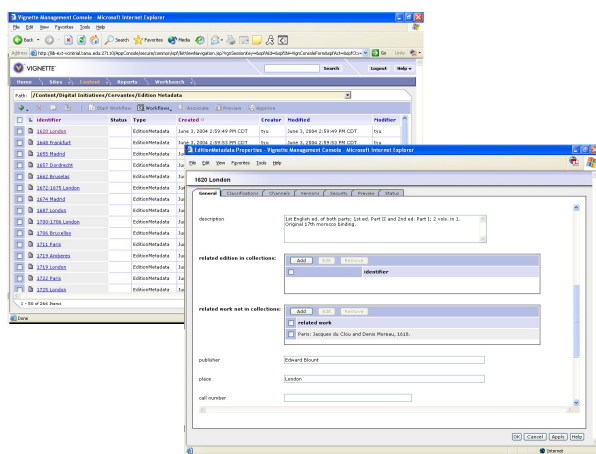 Vignette Management Console - Microsoft Internet Explorer
File Edit View Favorites Tools Help
Back Search Favorites Media
Address Go Links
VIGNETTE Search Logout Help
Home Sites Content Reports Workbench
Path: /Content/Digital Initiatives/Cervantes/Edition Metadata
Start Workflow Workflows Associate Preview Approve
identifier Status Type Created Creator Modified Modifier
1620 London EditionMetadata June 3, 2004 2:59:49 PM CDT tyu June 3, 2004 2:59:49 PM CDT tyu
1648 Frankfurt EditionMetadata June 3, 2004 2:59:53 PM CDT tyu June 3, 2004 2:59:53 PM CDT tyu
1655 Madrid EditionMetadata
1657 Dordrecht EditionMetadata
1662 Bruselas EditionMetadata
1672-1675 London EditionMetadata
1674 Madrid EditionMetadata
1687 London EditionMetadata
1700-1706 London EditionMetadata
1706 Bruxelles EditionMetadata
1711 Paris EditionMetadata
1719 Amberes EditionMetadata
1719 London EditionMetadata
1722 Paris EditionMetadata
1725 London EditionMetadata
1 - 50 of 266 Items
Done
EditionMetadata Properties - Vignette Management Console - Microsoft Internet Explorer
File Edit View Favorites Tools Help
1620 London
General Classifications Channels Versions Security Preview Status
description
1st English ed. of both parts; 1st ed. Part II and 2nd ed. Part I; 2 vols. in 1.
Original 17th morocco binding.
related edition in collections:
Add Edit Remove
identifier
related work not in collections:
Add Edit Remove
related work
Paris: Jacques du Clou and Denis Moreau, 1618.
publisher Edward Blount
place London
call number
OK Cancel Apply Help
Internet